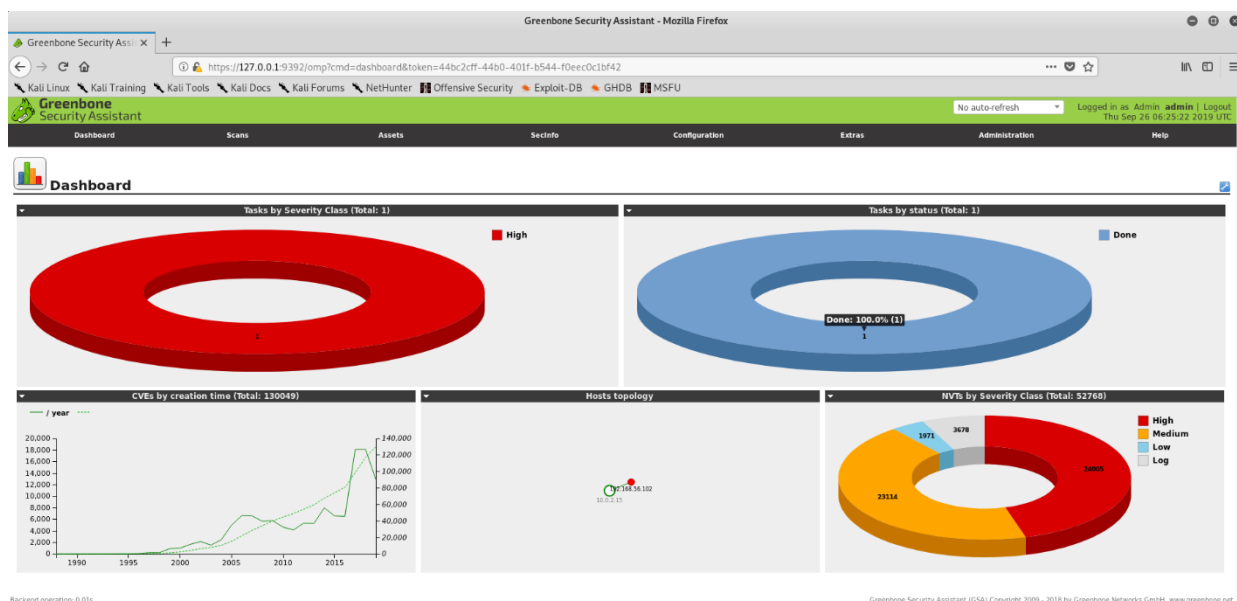 Greenbone Security Assistant - Mozilla Firefox
Greenbone Security Assis
https://127.0.0.1:9392/omp?cmd=dashboard&token=44bc2cff-44b0-401f-b544-f0eec0c1bf42
Kali Linux Kali Training Kali Tools Kali Docs Kali Forums NetHunter Offensive Security Exploit-DB GHDB MSFU
Greenbone
Security Assistant
No auto-refresh
Logged in as Admin admin | Logout
Thu Sep 26 06:25:22 2019 UTC
Dashboard Scans Assets SecInfo Configuration Extras Administration Help
Dashboard
Tasks by Severity Class (Total: 1)
High
1
Tasks by status (Total: 1)
Done
Done: 100.0% (1)
1
CVEs by creation time (Total: 130049)
/ year
20,000
18,000
16,000
14,000
12,000
10,000
8,000
6,000
4,000
2,000
0
140,000
120,000
100,000
80,000
60,000
40,000
20,000
0
1990 1995 2000 2005 2010 2015
Hosts topology
192.168.56.102
10.0.2.15
NVTs by Severity Class (Total: 52768)
High
Medium
Low
Log
1971
3678
24005
23114
Backend operation: 0.01s
Greenbone Security Assistant (GSA) Copyright 2009 - 2018 by Greenbone Networks GmbH, www.greenbone.net